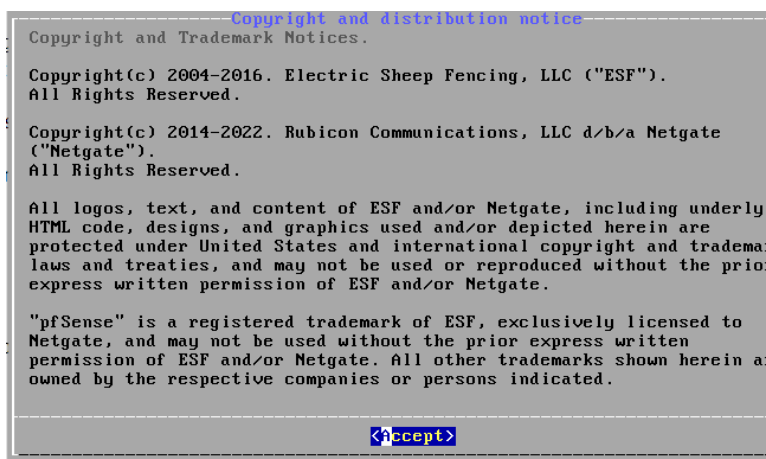 Copyright and distribution notice
Copyright and Trademark Notices.
Copyright(c) 2004-2016. Electric Sheep Fencing, LLC ("ESF").
All Rights Reserved.
Copyright(c) 2014-2022. Rubicon Communications, LLC d/b/a Netgate
("Netgate").
All Rights Reserved.
All logos, text, and content of ESF and/or Netgate, including underly
HTML code, designs, and graphics used and/or depicted herein are
protected under United States and international copyright and tradema
laws and treaties, and may not be used or reproduced without the prio
express written permission of ESF and/or Netgate.
"pfSense" is a registered trademark of ESF, exclusively licensed to
Netgate, and may not be used without the prior express written
permission of ESF and/or Netgate. All other trademarks shown herein a
owned by the respective companies or persons indicated.
<Accept>